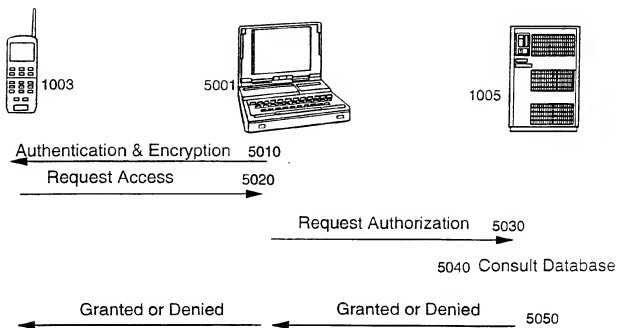 1003
5001
1005
Authentication & Encryption 5010
Request Access 5020
Request Authorization 5030
5040 Consult Database
Granted or Denied
Granted or Denied 5050